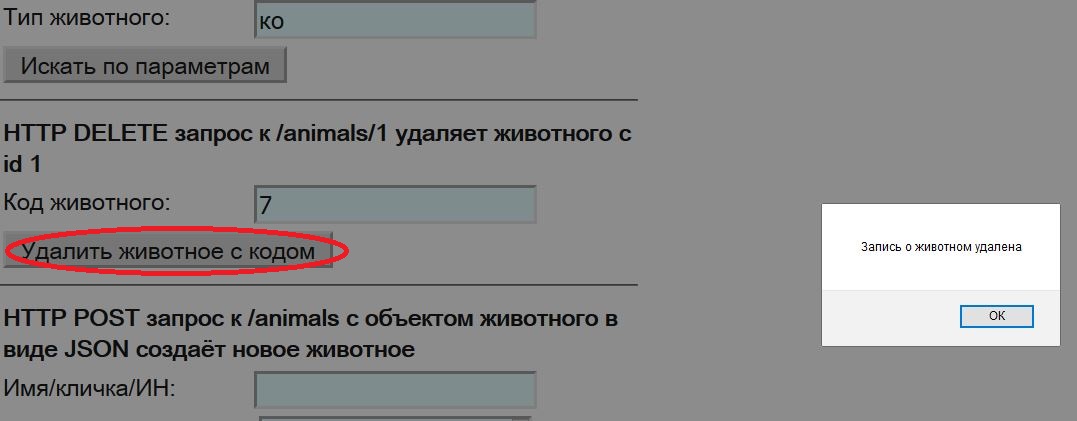 Тип животного:
ко
Искать по параметрам
HTTP DELETE запрос к /animals/1 удаляет животного с
id 1
Код животного:
7
Удалить животное с кодом
Запись о животном удалена
OK
HTTP POST запрос к /animals с объектом животного в
виде JSON создаёт новое животное
Имя/кличка/ИН: